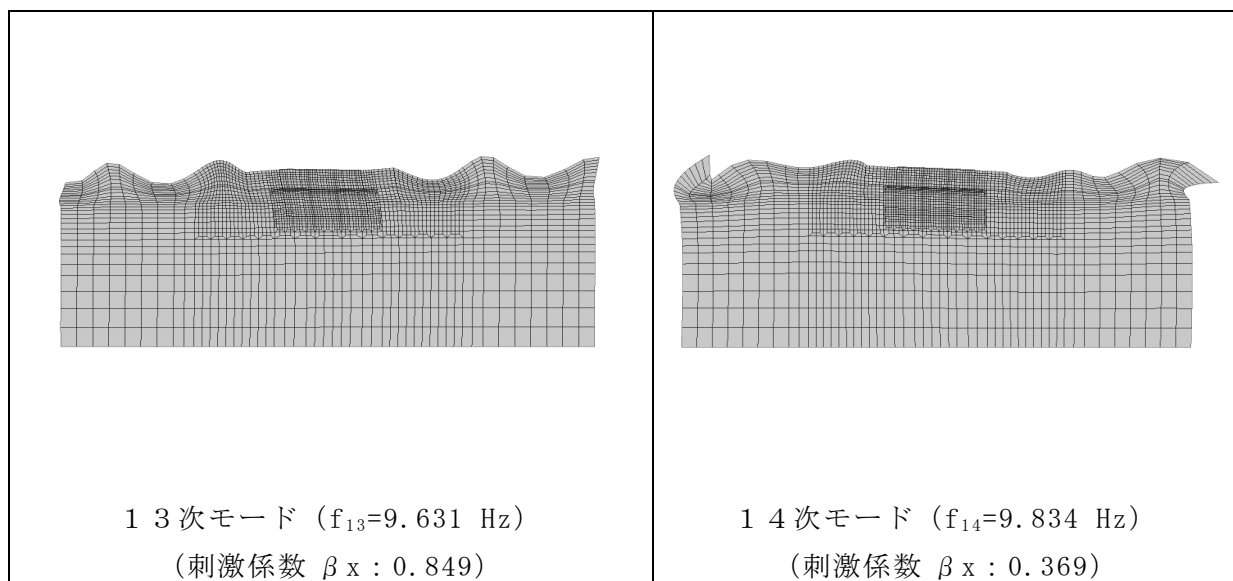 １３次モード (f₁₃=9.631 Hz)
(刺激係数 βx：0.849)
１４次モード (f₁₄=9.834 Hz)
(刺激係数 βx：0.369)